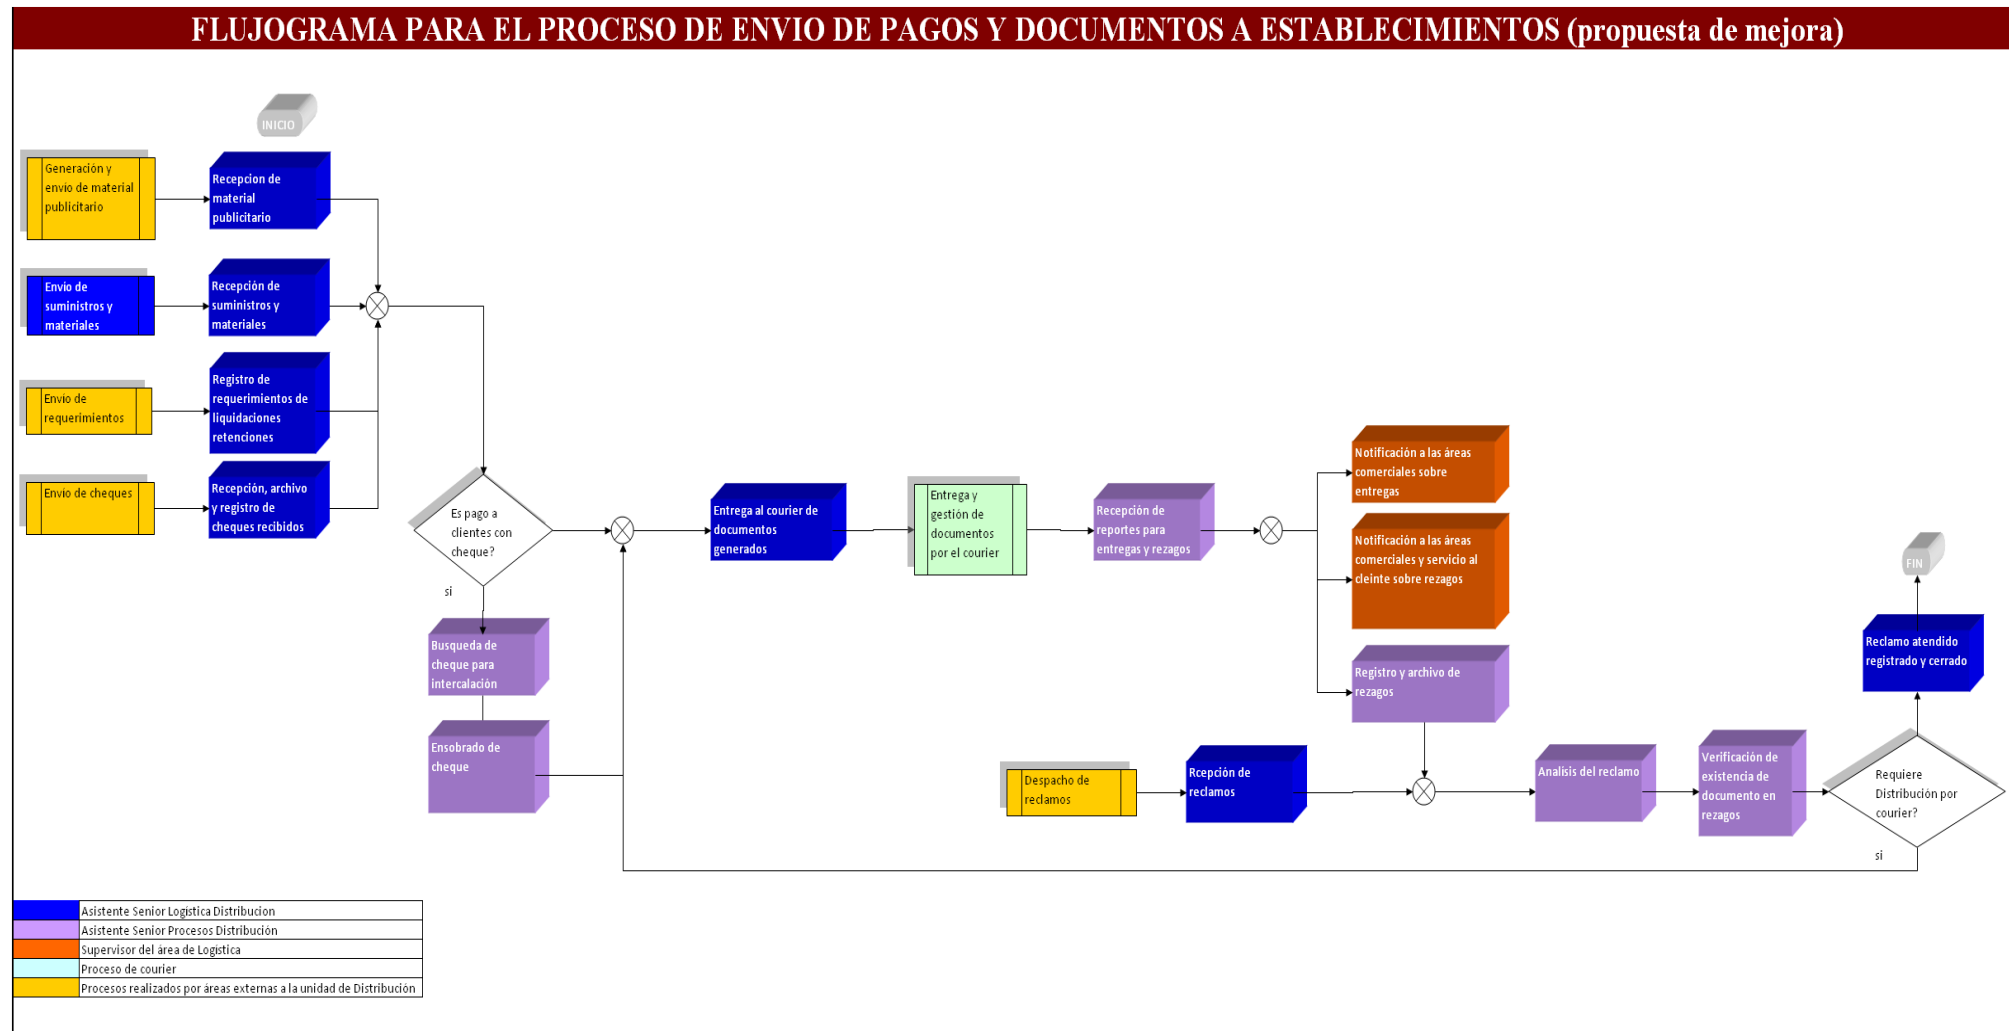 FLUJOGRAMA PARA EL PROCESO DE ENVIO DE PAGOS Y DOCUMENTOS A ESTABLECIMIENTOS (propuesta de mejora)
INICIO
Generación y
envío de material
publicitario
Recepcion de
material
publicitario
Envío de
suministros y
materiales
Recepción de
suministros y
materiales
Envío de
requerimientos
Registro de
requerimientos de
liquidaciones
retenciones
Envío de cheques
Recepción, archivo
y registro de
cheques recibidos
Es pago a
clientes con
cheque?
si
Busqueda de
cheque para
intercalación
Ensobrado de
cheque
Entrega al courier de
documentos
generados
Entrega y
gestión de
documentos
por el courier
Recepción de
reportes para
entregas y rezagos
Notificación a las áreas
comerciales sobre
entregas
Notificación a las áreas
comerciales y servicio al
cleinte sobre rezagos
Registro y archivo de
rezagos
Despacho de
reclamos
Rcepción de
reclamos
Analisis del reclamo
Verificación de
existencia de
documento en
rezagos
Requiere
Distribución por
courier?
si
Reclamo atendido
registrado y cerrado
FIN
Asistente Senior Logistica Distribucion
Asistente Senior Procesos Distribución
Supervisor del área de Logística
Proceso de courier
Procesos realizados por áreas externas a la unidad de Distribución